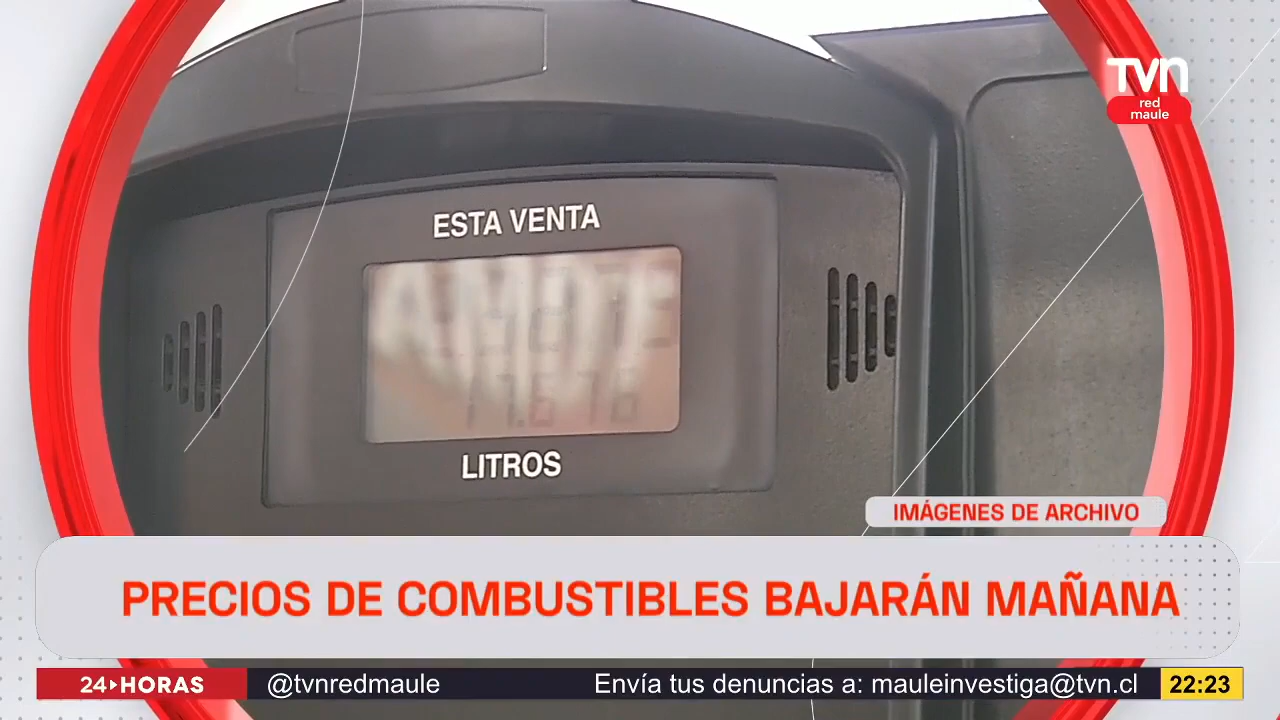 TVN
red
maule
ESTA VENTA
LITROS
IMÁGENES DE ARCHIVO
PRECIOS DE COMBUSTIBLES BAJARÁN MAÑANA
24 HORAS
@tvnredmaule
Envía tus denuncias a: mauleinvestiga@tvn.cl
22:23